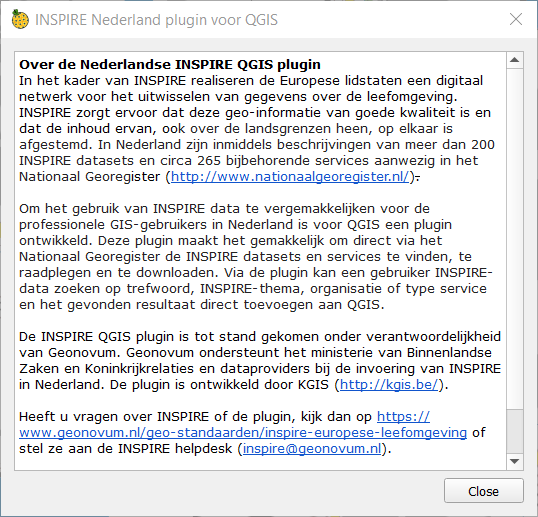 INSPIRE Nederland plugin voor QGIS
Over de Nederlandse INSPIRE QGIS plugin
In het kader van INSPIRE realiseren de Europese lidstaten een digitaal
netwerk voor het uitwisselen van gegevens over de leefomgeving.
INSPIRE zorgt ervoor dat deze geo-informatie van goede kwaliteit is en
dat de inhoud ervan, ook over de landsgrenzen heen, op elkaar is
afgestemd. In Nederland zijn inmiddels beschrijvingen van meer dan 200
INSPIRE datasets en circa 265 bijbehorende services aanwezig in het
Nationaal Georegister (http://www.nationaalgeoregister.nl/).
Om het gebruik van INSPIRE data te vergemakkelijken voor de
professionele GIS-gebruikers in Nederland is voor QGIS een plugin
ontwikkeld. Deze plugin maakt het gemakkelijk om direct via het
Nationaal Georegister de INSPIRE datasets en services te vinden, te
raadplegen en te downloaden. Via de plugin kan een gebruiker INSPIRE-
data zoeken op trefwoord, INSPIRE-thema, organisatie of type service
en het gevonden resultaat direct toevoegen aan QGIS.
De INSPIRE QGIS plugin is tot stand gekomen onder verantwoordelijkheid
van Geonovum. Geonovum ondersteunt het ministerie van Binnenlandse
Zaken en Koninkrijkrelaties en dataproviders bij de invoering van INSPIRE
in Nederland. De plugin is ontwikkeld door KGIS (http://kgis.be/).
Heeft u vragen over INSPIRE of de plugin, kijk dan op https://
www.geonovum.nl/geo-standaarden/inspire-europese-leefomgeving of
stel ze aan de INSPIRE helpdesk (inspire@geonovum.nl).
Close